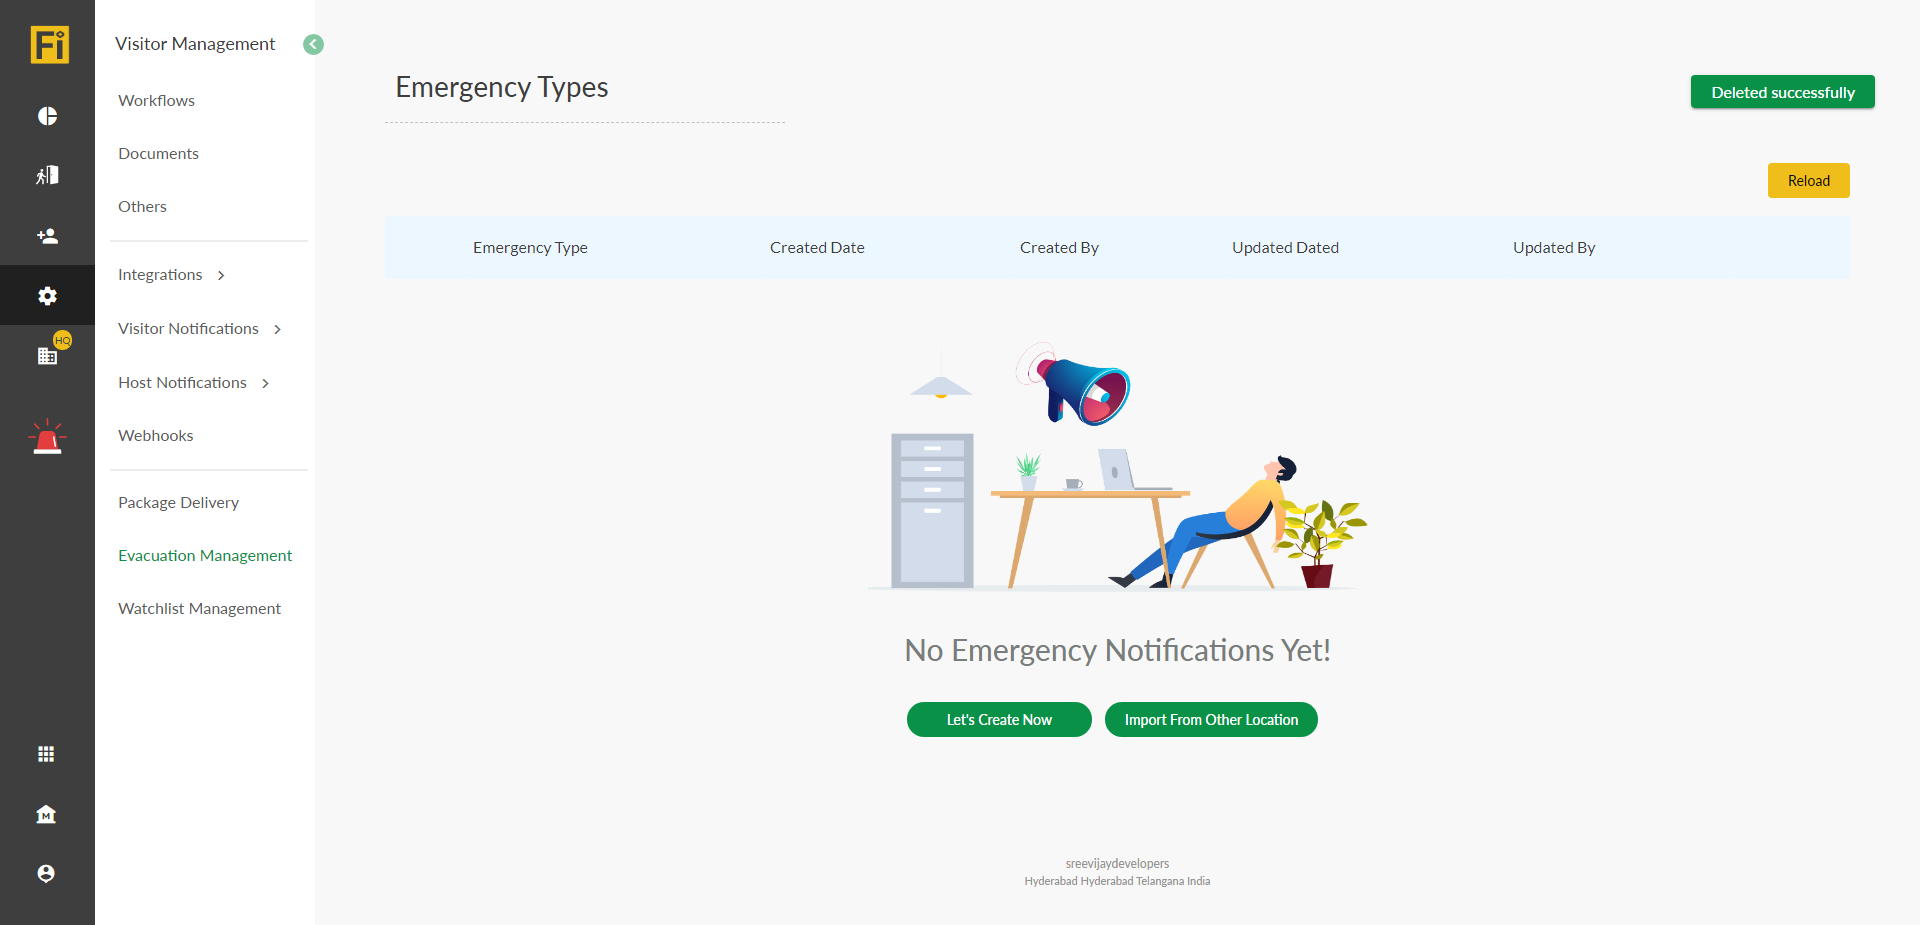 Fi
Visitor Management
Workflows
Documents
Others
Integrations
Visitor Notifications
Host Notifications
Webhooks
Package Delivery
Evacuation Management
Watchlist Management
HQ
M
Emergency Types
Deleted successfully
Reload
Emergency Type Created Date Created By Updated Dated Updated By
No Emergency Notifications Yet!
Let's Create Now Import From Other Location
sreevijaydevelopers
Hyderabad Hyderabad Telangana India